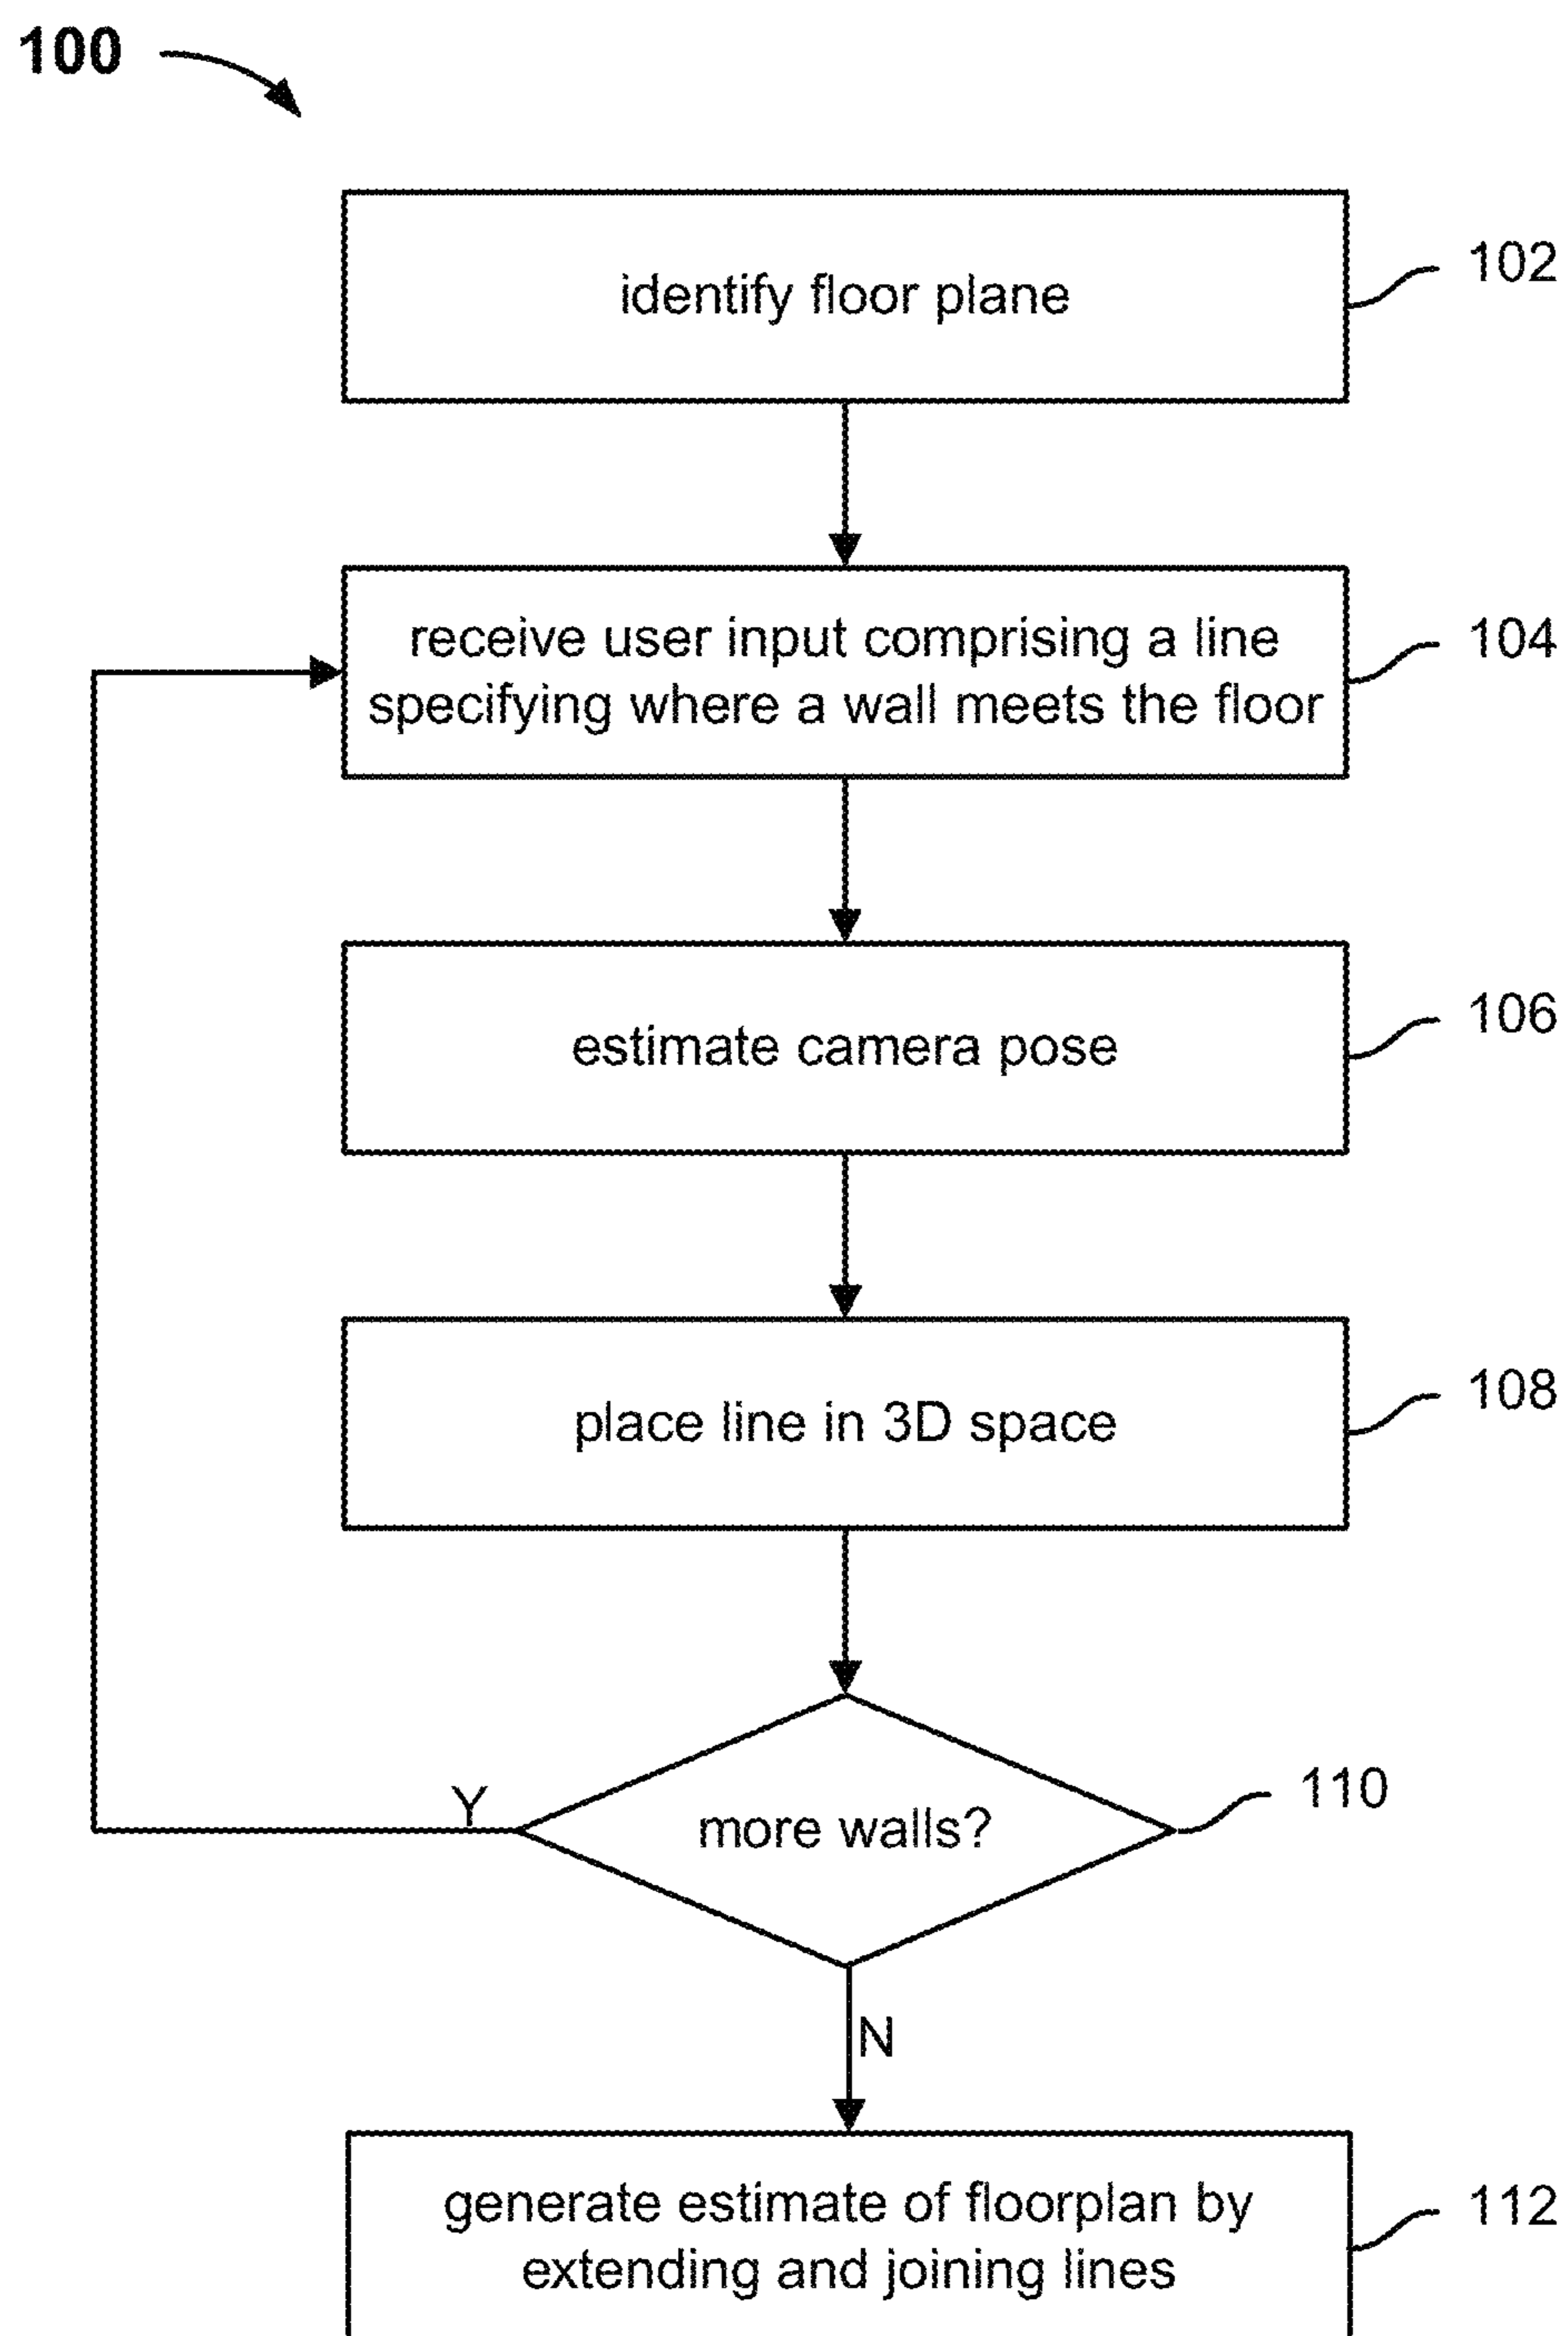 100
identify floor plane
102
receive user input comprising a line
specifying where a wall meets the floor
104
estimate camera pose
106
place line in 3D space
108
more walls?
110
Y
N
generate estimate of floorplan by
extending and joining lines
112